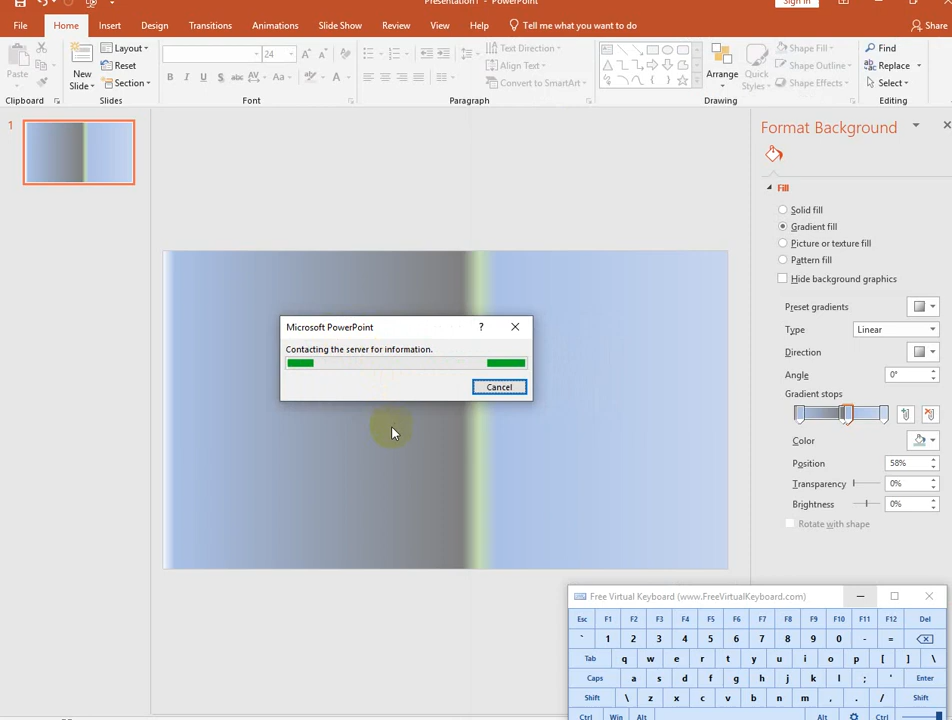 Presentation1 - PowerPoint
Sign in
File Home Insert Design Transitions Animations Slide Show Review View Tell me what you want to do Share
Paste
New
Slide
Layout
Reset
Section
24
B I U S abc AV Aa A
Text Direction
Align Text
Convert to SmartArt
Arrange
Quick
Styles
Shape Fill
Shape Outline
Shape Effects
Find
Replace
Select
Clipboard Slides Font Paragraph Drawing Editing
1
Format Background
Fill
Solid fill
Gradient fill
Picture or texture fill
Pattern fill
Hide background graphics
Preset gradients
Type Linear
Direction
Angle 0°
Gradient stops
Color
Position 58%
Transparency 0%
Brightness 0%
Rotate with shape
Microsoft PowerPoint ?
Contacting the server for information.
Cancel
Free Virtual Keyboard (www.FreeVirtualKeyboard.com)
Esc F1 F2 F3 F4 F5 F6 F7 F8 F9 F10 F11 F12 Del
` 1 2 3 4 5 6 7 8 9 0 - =
Tab q w e r t y u i o p [ ] \
Caps a s d f g h j k l ; ' Enter
Shift \ z x c v b n m , . / Shift
Ctrl Win Alt Alt Ctrl